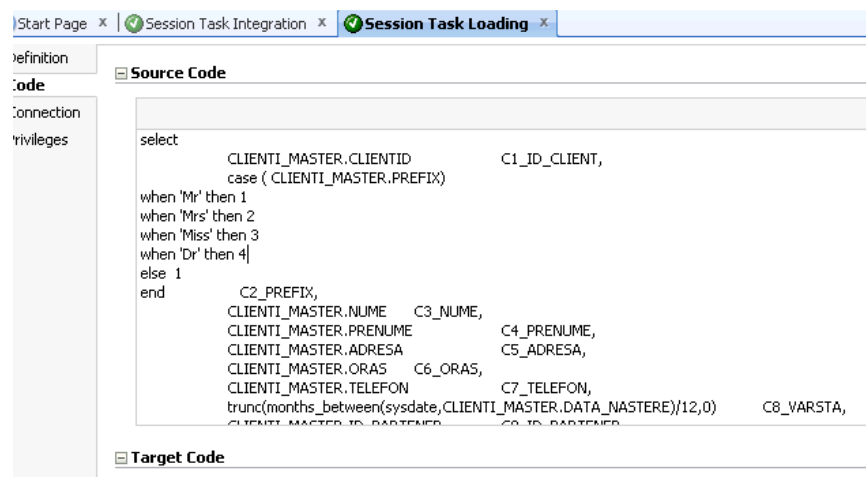 Start Page x Session Task Integration x Session Task Loading x
Definition
Code
Connection
Privileges
Source Code
select
CLIENTI_MASTER.CLIENTID C1_ID_CLIENT,
case ( CLIENTI_MASTER.PREFIX)
when 'Mr' then 1
when 'Mrs' then 2
when 'Miss' then 3
when 'Dr' then 4
else 1
end C2_PREFIX,
CLIENTI_MASTER.NUME C3_NUME,
CLIENTI_MASTER.PRENUME C4_PRENUME,
CLIENTI_MASTER.ADRESA C5_ADRESA,
CLIENTI_MASTER.ORAS C6_ORAS,
CLIENTI_MASTER.TELEFON C7_TELEFON,
trunc(months_between(sysdate,CLIENTI_MASTER.DATA_NASTERE)/12,0) C8_VARSTA,
CLIENTI_MASTER.ID_PARTENER C9_ID_PARTENER
Target Code